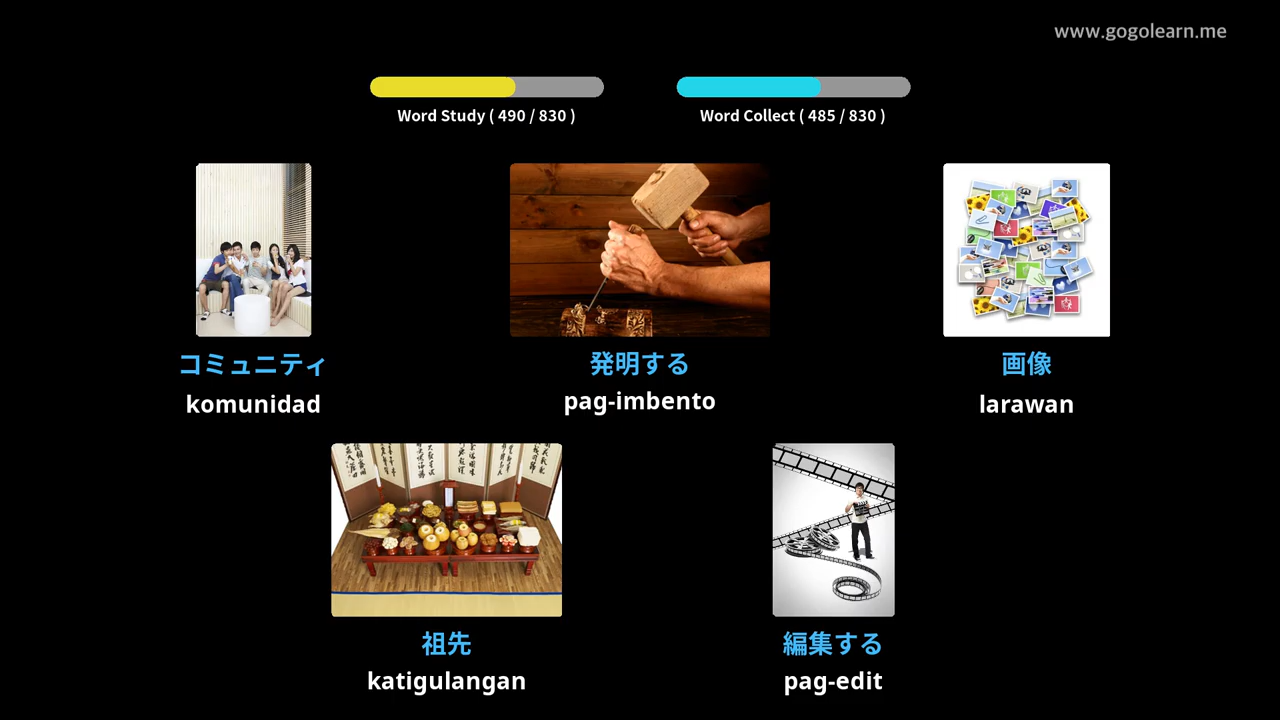 www.gogolearn.me
Word Study ( 490 / 830 )
Word Collect ( 485 / 830 )
コミュニティ
komunidad
発明する
pag-imbento
画像
larawan
祖先
katigulangan
編集する
pag-edit